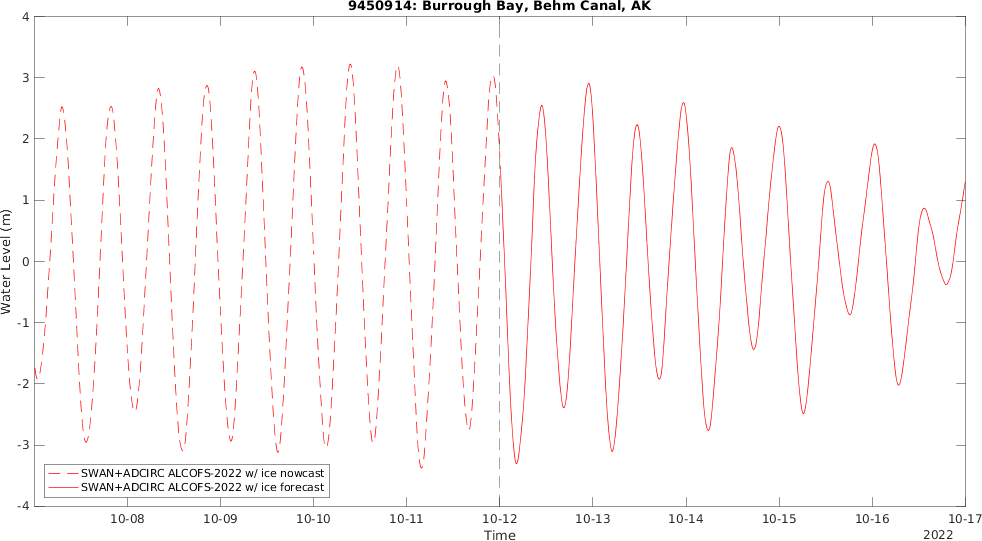 9450914: Burrough Bay, Behm Canal, AK
4
3
2
1
0
-1
-2
-3
-4
Water Level (m)
SWAN+ADCIRC ALCOFS-2022 w/ ice nowcast
SWAN+ADCIRC ALCOFS-2022 w/ ice forecast
10-08 10-09 10-10 10-11 10-12 10-13 10-14 10-15 10-16 10-17
Time
2022